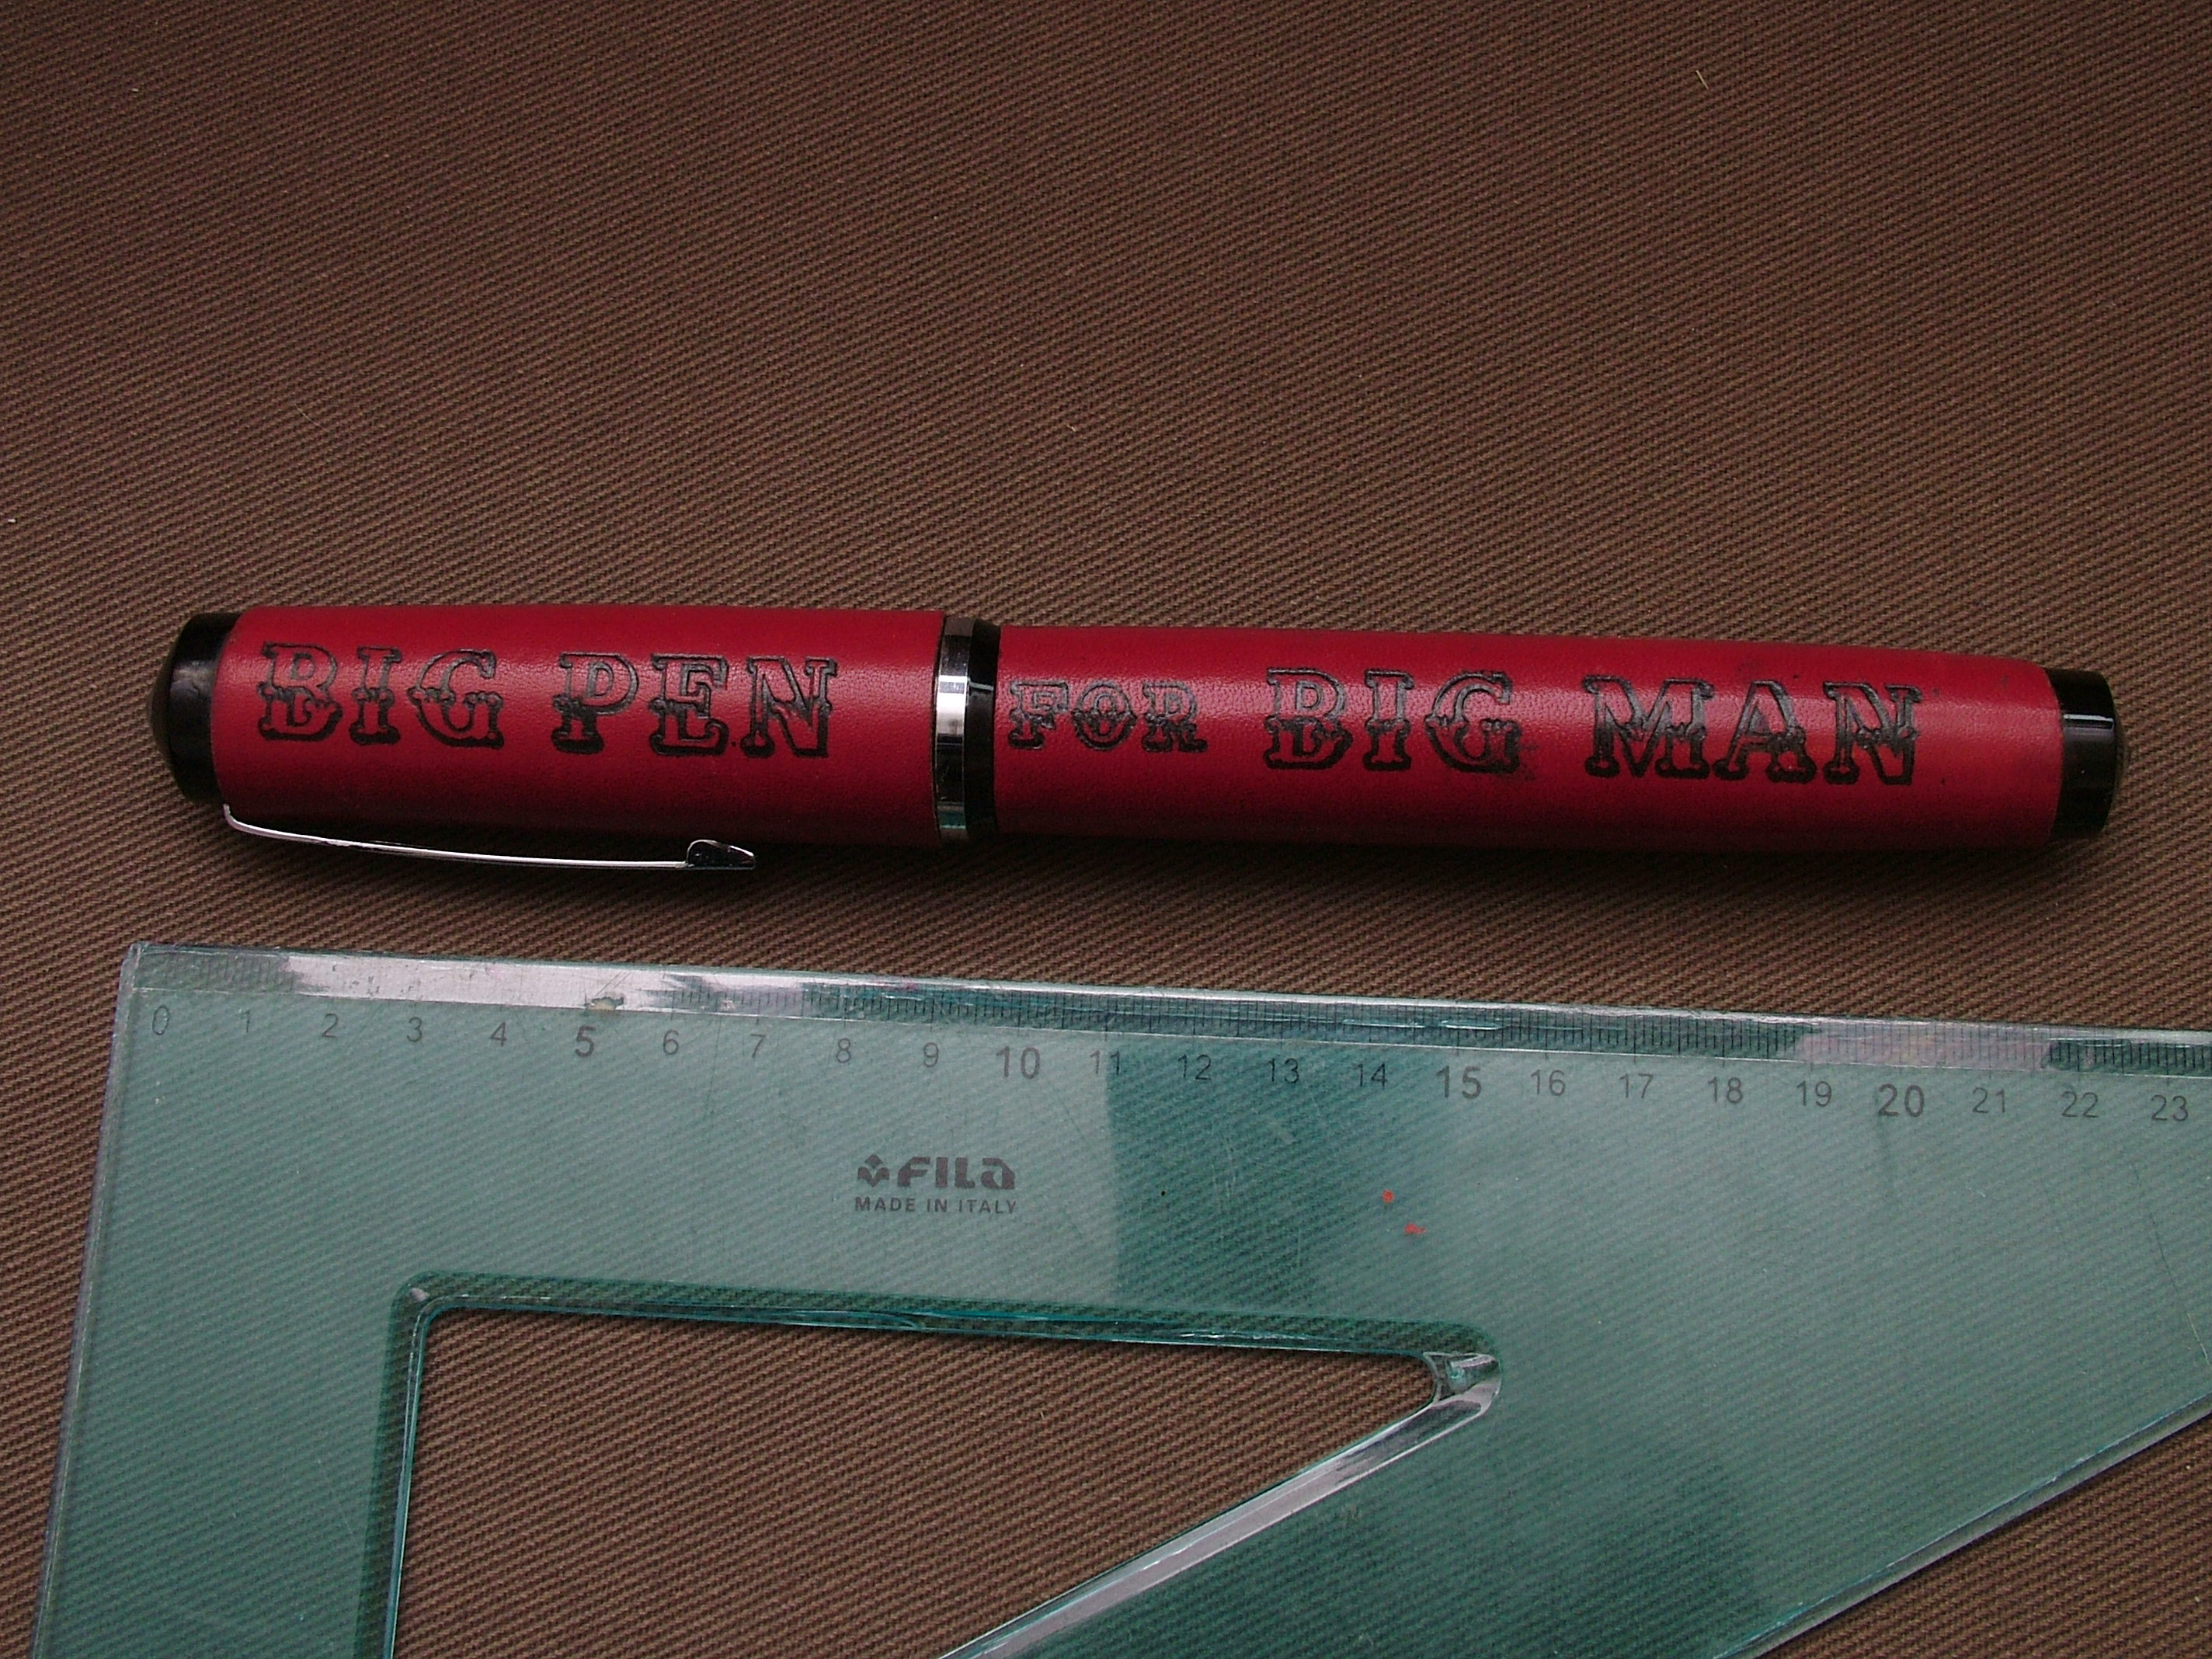 BIG PEN FOR BIG MAN
0 1 2 3 4 5 6 7 8 9 10 11 12 13 14 15 16 17 18 19 20 21 22 23
FILA
MADE IN ITALY